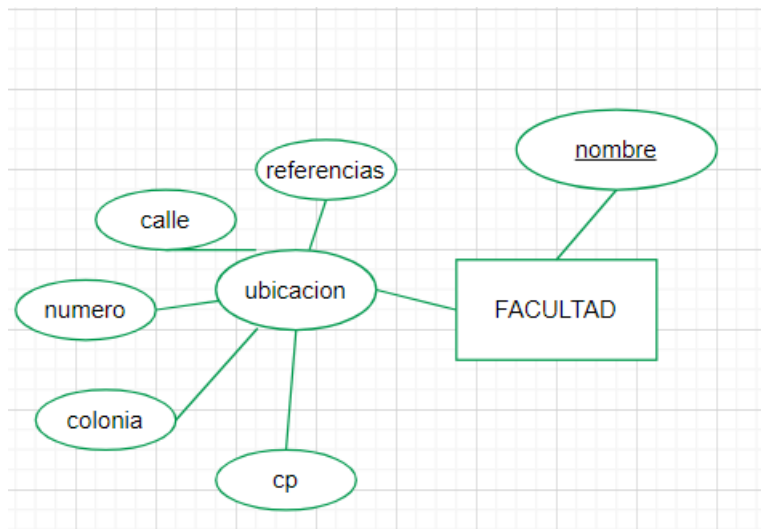 nombre
referencias
calle
ubicacion
numero
FACULTAD
colonia
cp